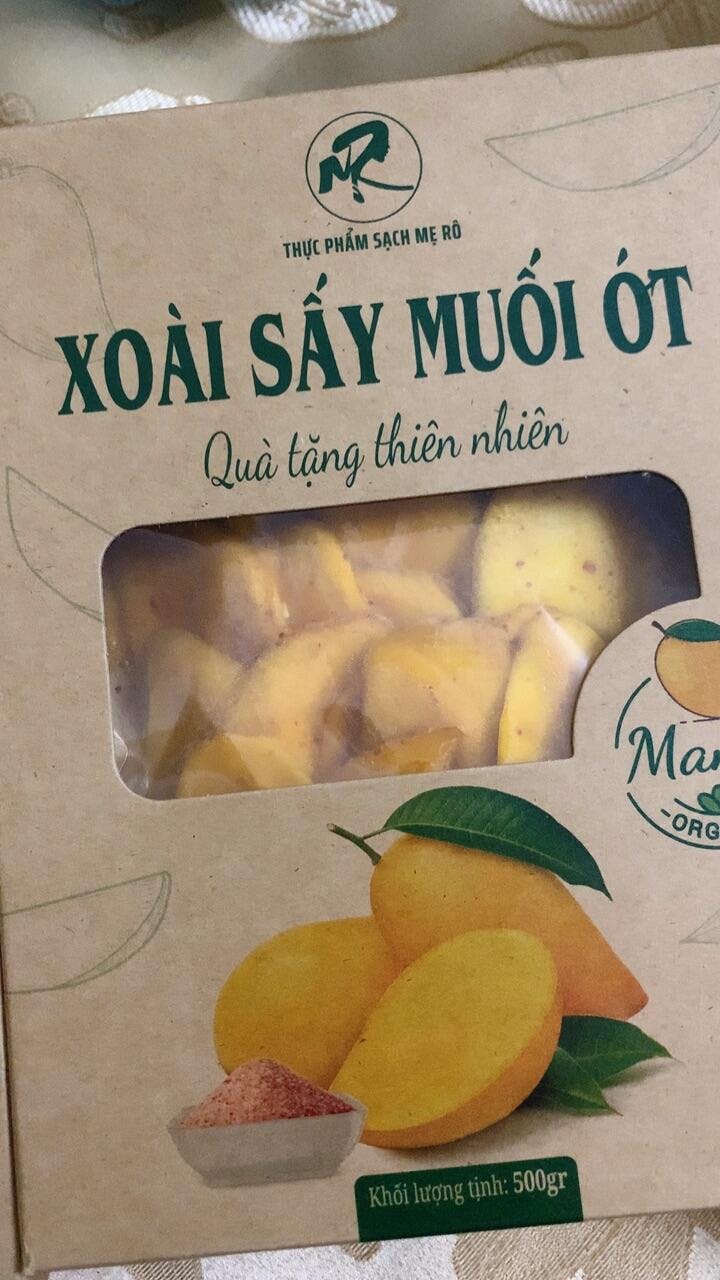 THỰC PHẨM SẠCH MẸ RÔ
XOÀI SẤY MUỐI ỚT
Quà tặng thiên nhiên
Khối lượng tịnh: 500gr